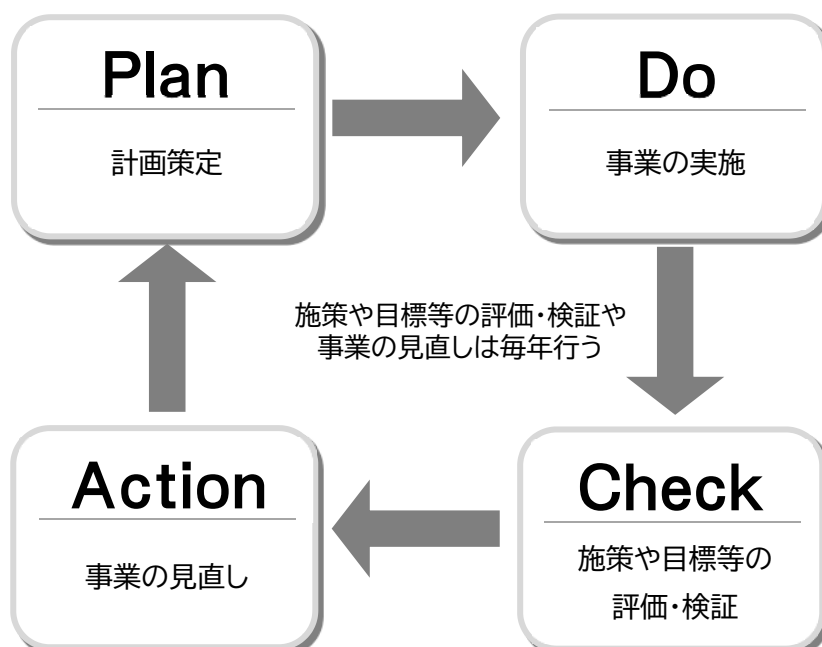 Plan
計画策定
Do
事業の実施
施策や目標等の評価・検証や
事業の見直しは毎年行う
Action
事業の見直し
Check
施策や目標等の
評価・検証